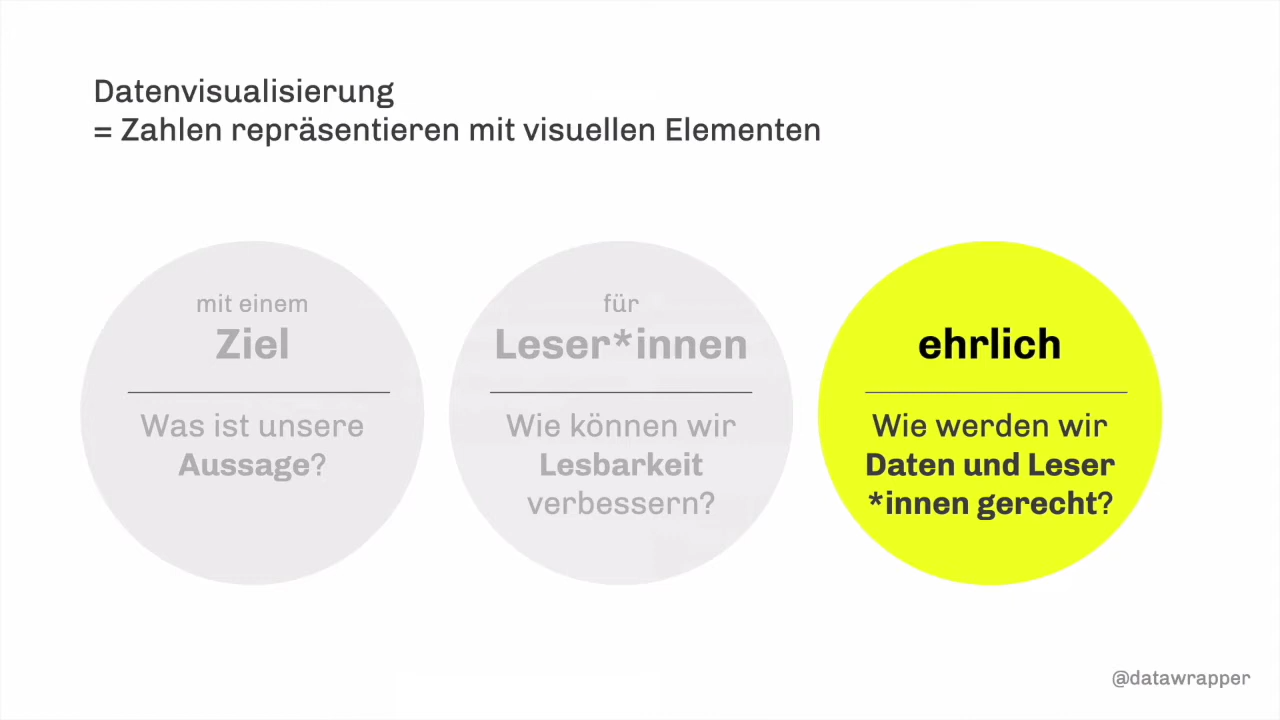 Datenvisualisierung
= Zahlen repräsentieren mit visuellen Elementen
mit einem
Ziel
Was ist unsere
Aussage?
für
Leser*innen
Wie können wir
Lesbarkeit
verbessern?
ehrlich
Wie werden wir
Daten und Leser
*innen gerecht?
@datawrapper